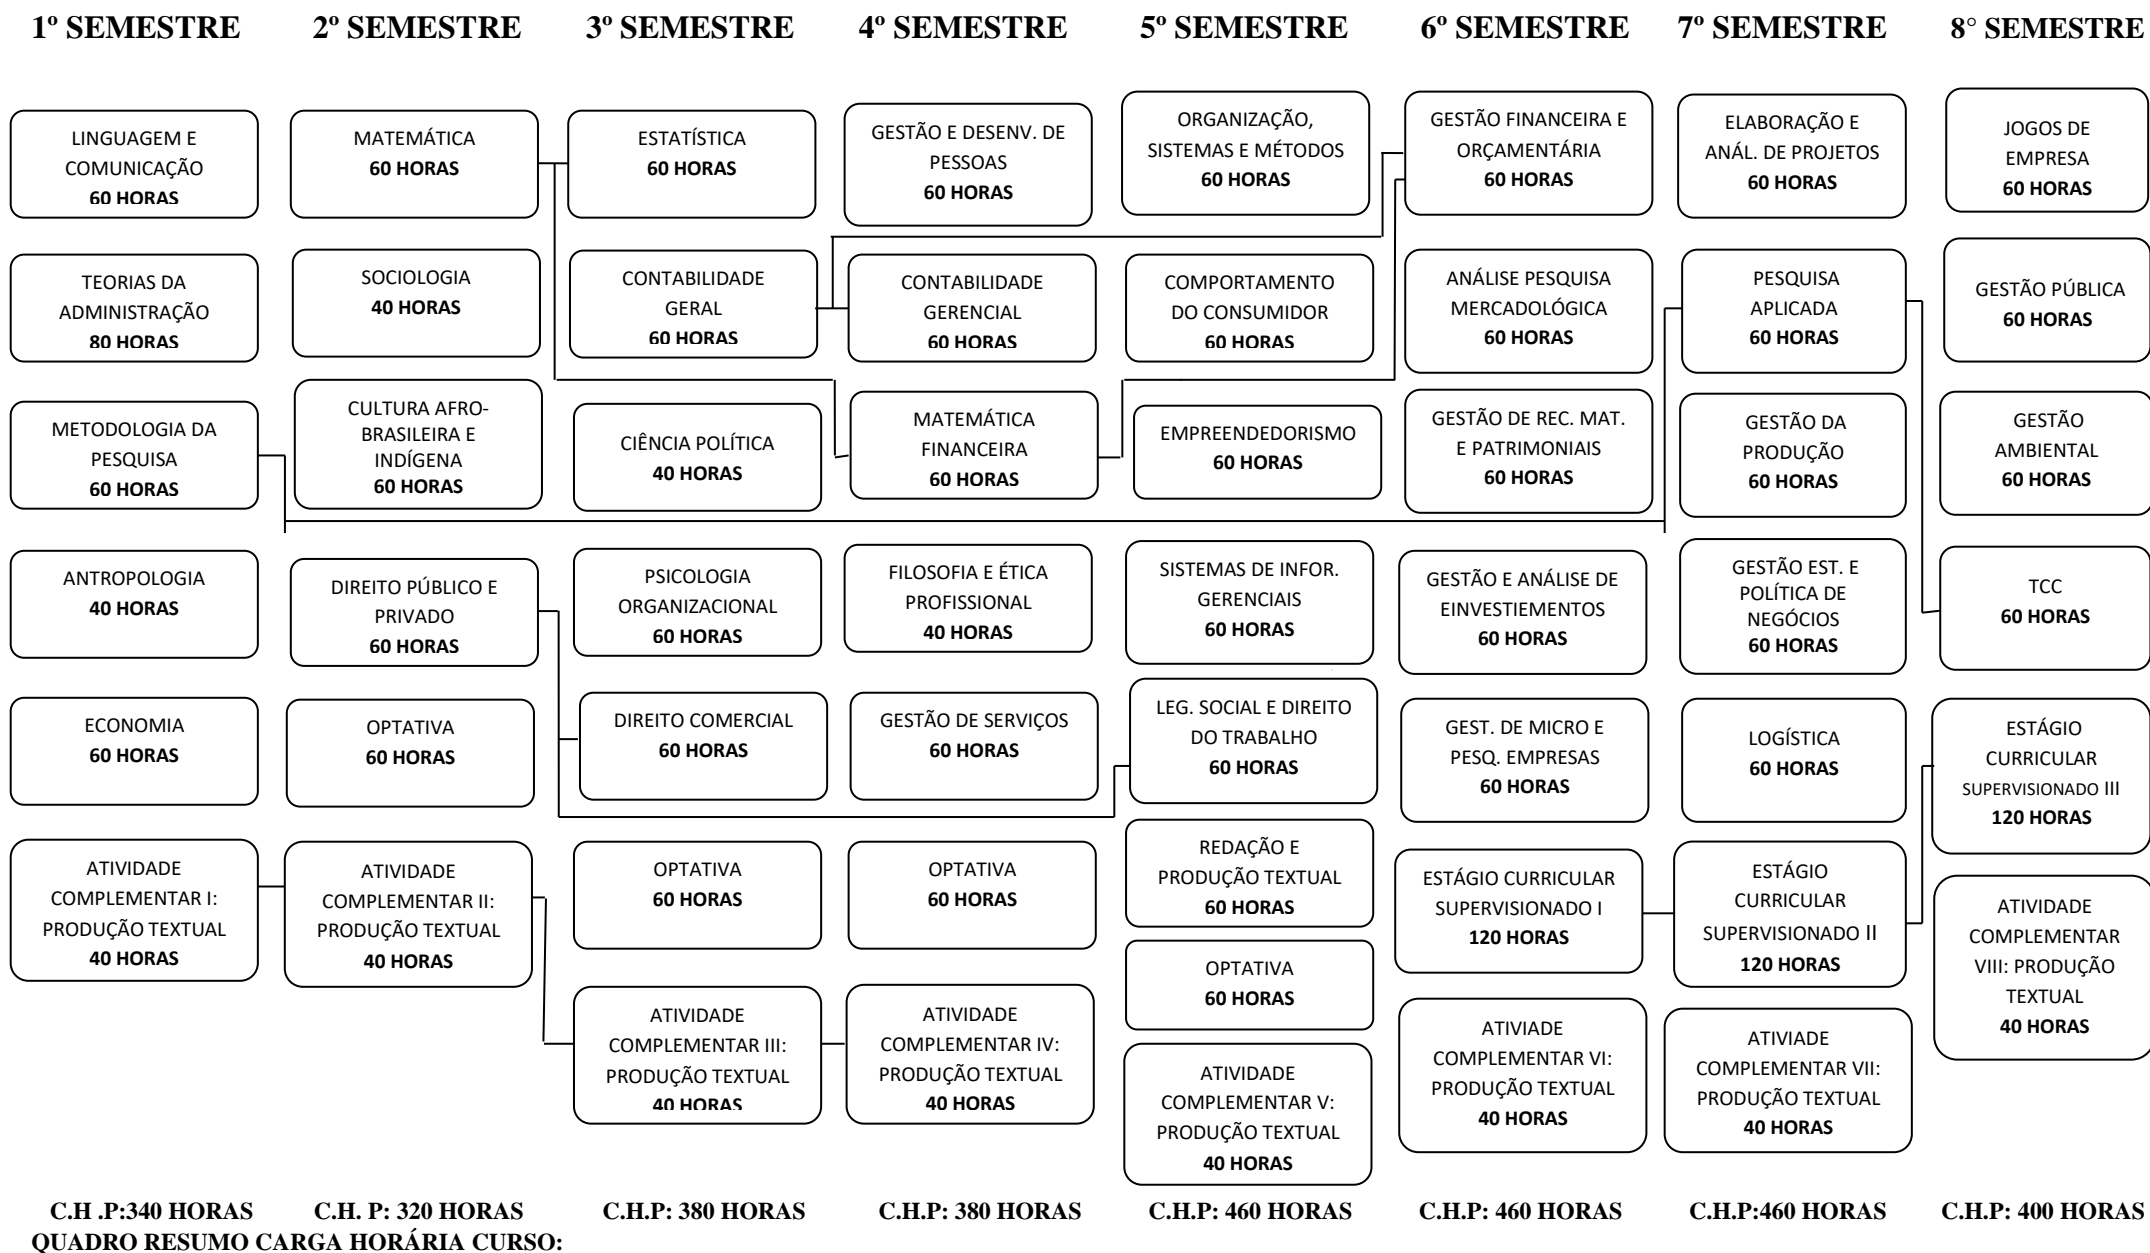 1º SEMESTRE 2º SEMESTRE 3º SEMESTRE 4º SEMESTRE 5º SEMESTRE 6º SEMESTRE 7º SEMESTRE 8° SEMESTRE
LINGUAGEM E
COMUNICAÇÃO
60 HORAS
TEORIAS DA
ADMINISTRAÇÃO
80 HORAS
METODOLOGIA DA
PESQUISA
60 HORAS
ANTROPOLOGIA
40 HORAS
ECONOMIA
60 HORAS
ATIVIDADE
COMPLEMENTAR I:
PRODUÇÃO TEXTUAL
40 HORAS
MATEMÁTICA
60 HORAS
SOCIOLOGIA
40 HORAS
CULTURA AFRO-
BRASILEIRA E
INDÍGENA
60 HORAS
DIREITO PÚBLICO E
PRIVADO
60 HORAS
OPTATIVA
60 HORAS
ATIVIDADE
COMPLEMENTAR II:
PRODUÇÃO TEXTUAL
40 HORAS
ESTATÍSTICA
60 HORAS
CONTABILIDADE
GERAL
60 HORAS
CIÊNCIA POLÍTICA
40 HORAS
PSICOLOGIA
ORGANIZACIONAL
60 HORAS
DIREITO COMERCIAL
60 HORAS
OPTATIVA
60 HORAS
ATIVIDADE
COMPLEMENTAR III:
PRODUÇÃO TEXTUAL
40 HORAS
GESTÃO E DESENV. DE
PESSOAS
60 HORAS
CONTABILIDADE
GERENCIAL
60 HORAS
MATEMÁTICA
FINANCEIRA
60 HORAS
FILOSOFIA E ÉTICA
PROFISSIONAL
40 HORAS
GESTÃO DE SERVIÇOS
60 HORAS
OPTATIVA
60 HORAS
ATIVIDADE
COMPLEMENTAR IV:
PRODUÇÃO TEXTUAL
40 HORAS
ORGANIZAÇÃO,
SISTEMAS E MÉTODOS
60 HORAS
COMPORTAMENTO
DO CONSUMIDOR
60 HORAS
EMPREENDEDORISMO
60 HORAS
SISTEMAS DE INFOR.
GERENCIAIS
60 HORAS
LEG. SOCIAL E DIREITO
DO TRABALHO
60 HORAS
REDAÇÃO E
PRODUÇÃO TEXTUAL
60 HORAS
OPTATIVA
60 HORAS
ATIVIDADE
COMPLEMENTAR V:
PRODUÇÃO TEXTUAL
40 HORAS
GESTÃO FINANCEIRA E
ORÇAMENTÁRIA
60 HORAS
ANÁLISE PESQUISA
MERCADOLÓGICA
60 HORAS
GESTÃO DE REC. MAT.
E PATRIMONIAIS
60 HORAS
GESTÃO E ANÁLISE DE
EINVESTIEMENTOS
60 HORAS
GEST. DE MICRO E
PESQ. EMPRESAS
60 HORAS
ESTÁGIO CURRICULAR
SUPERVISIONADO I
120 HORAS
ATIVIADE
COMPLEMENTAR VI:
PRODUÇÃO TEXTUAL
40 HORAS
ELABORAÇÃO E
ANÁL. DE PROJETOS
60 HORAS
PESQUISA
APLICADA
60 HORAS
GESTÃO DA
PRODUÇÃO
60 HORAS
GESTÃO EST. E
POLÍTICA DE
NEGÓCIOS
60 HORAS
LOGÍSTICA
60 HORAS
ESTÁGIO
CURRICULAR
SUPERVISIONADO II
120 HORAS
ATIVIADE
COMPLEMENTAR VII:
PRODUÇÃO TEXTUAL
40 HORAS
JOGOS DE
EMPRESA
60 HORAS
GESTÃO PÚBLICA
60 HORAS
GESTÃO
AMBIENTAL
60 HORAS
TCC
60 HORAS
ESTÁGIO
CURRICULAR
SUPERVISIONADO III
120 HORAS
ATIVIDADE
COMPLEMENTAR
VIII: PRODUÇÃO
TEXTUAL
40 HORAS
C.H .P:340 HORAS C.H. P: 320 HORAS C.H.P: 380 HORAS C.H.P: 380 HORAS C.H.P: 460 HORAS C.H.P: 460 HORAS C.H.P:460 HORAS C.H.P: 400 HORAS
QUADRO RESUMO CARGA HORÁRIA CURSO: